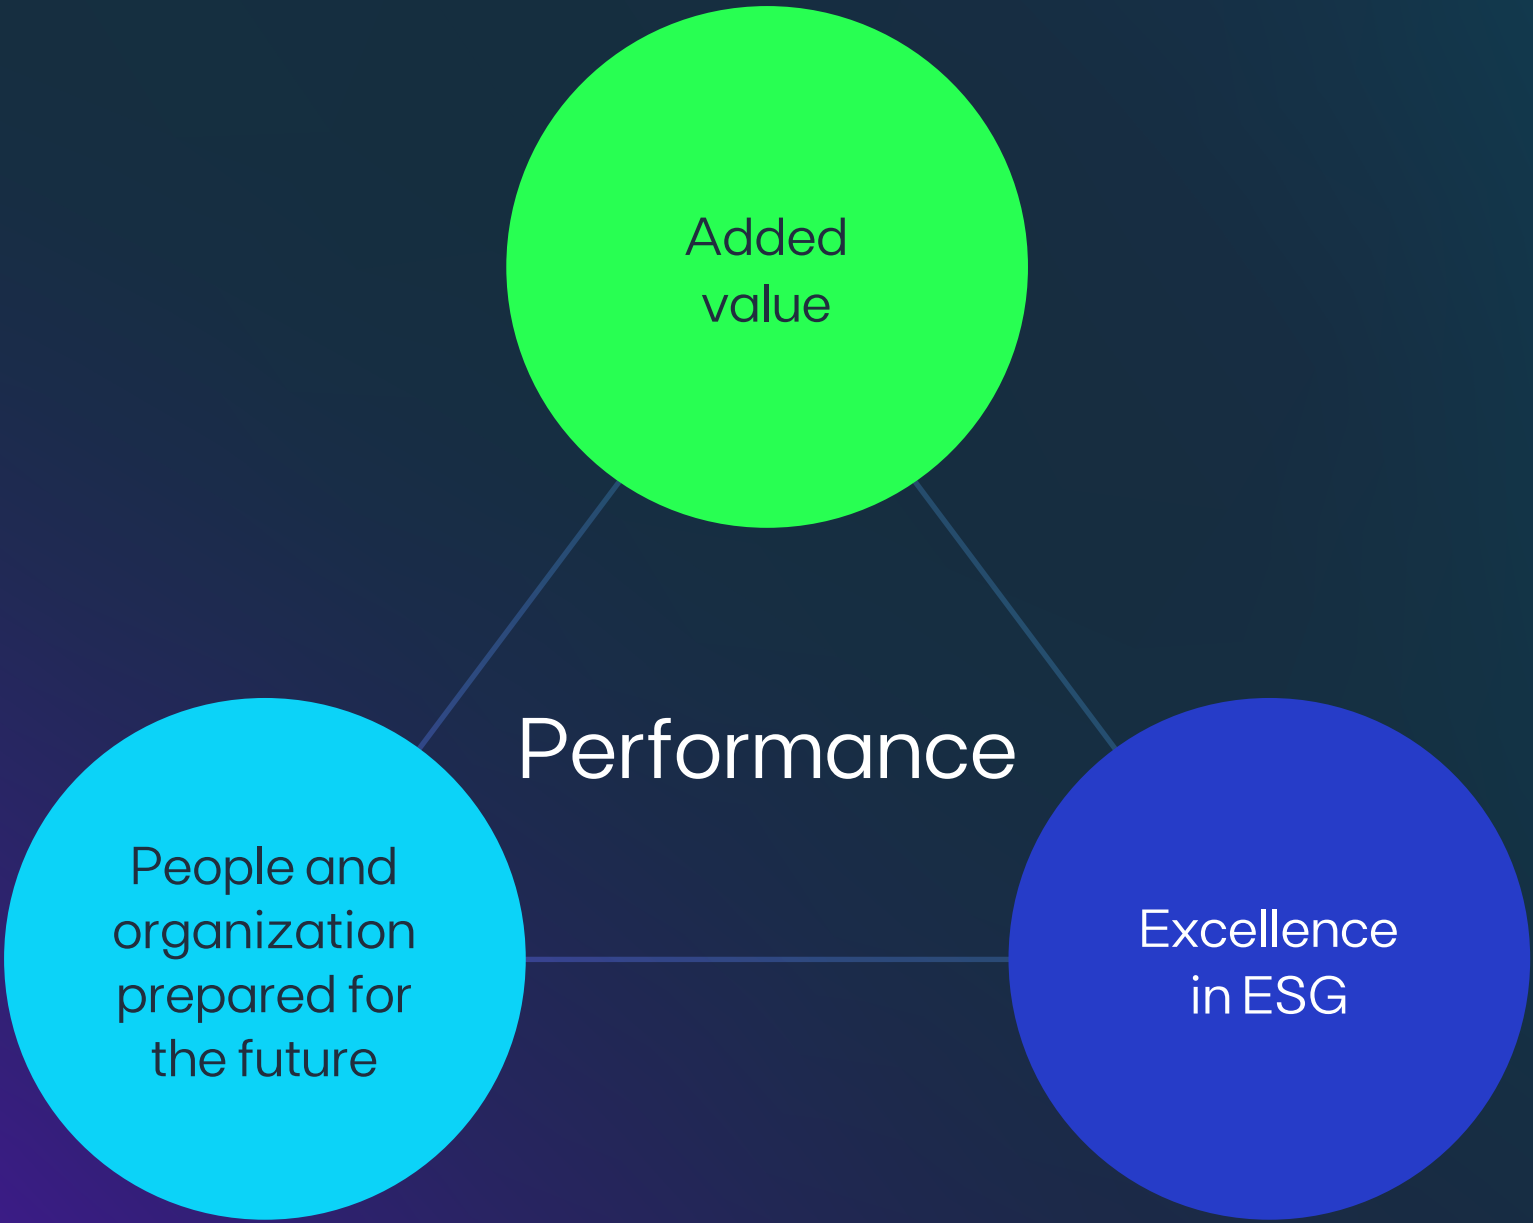 Added
value
Performance
People and
organization
prepared for
the future
Excellence
in ESG